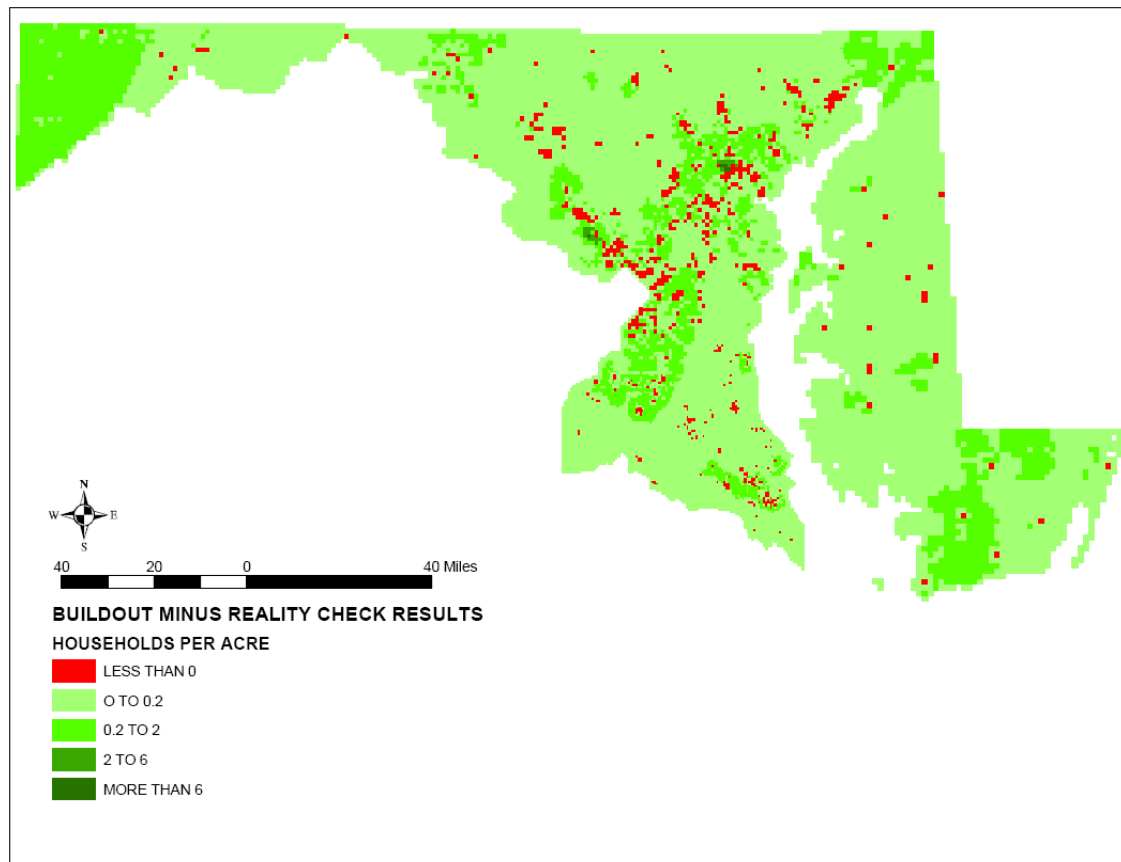 N
W E
S
40 20 0 40 Miles
BUILDOUT MINUS REALITY CHECK RESULTS
HOUSEHOLDS PER ACRE
LESS THAN 0
O TO 0.2
0.2 TO 2
2 TO 6
MORE THAN 6